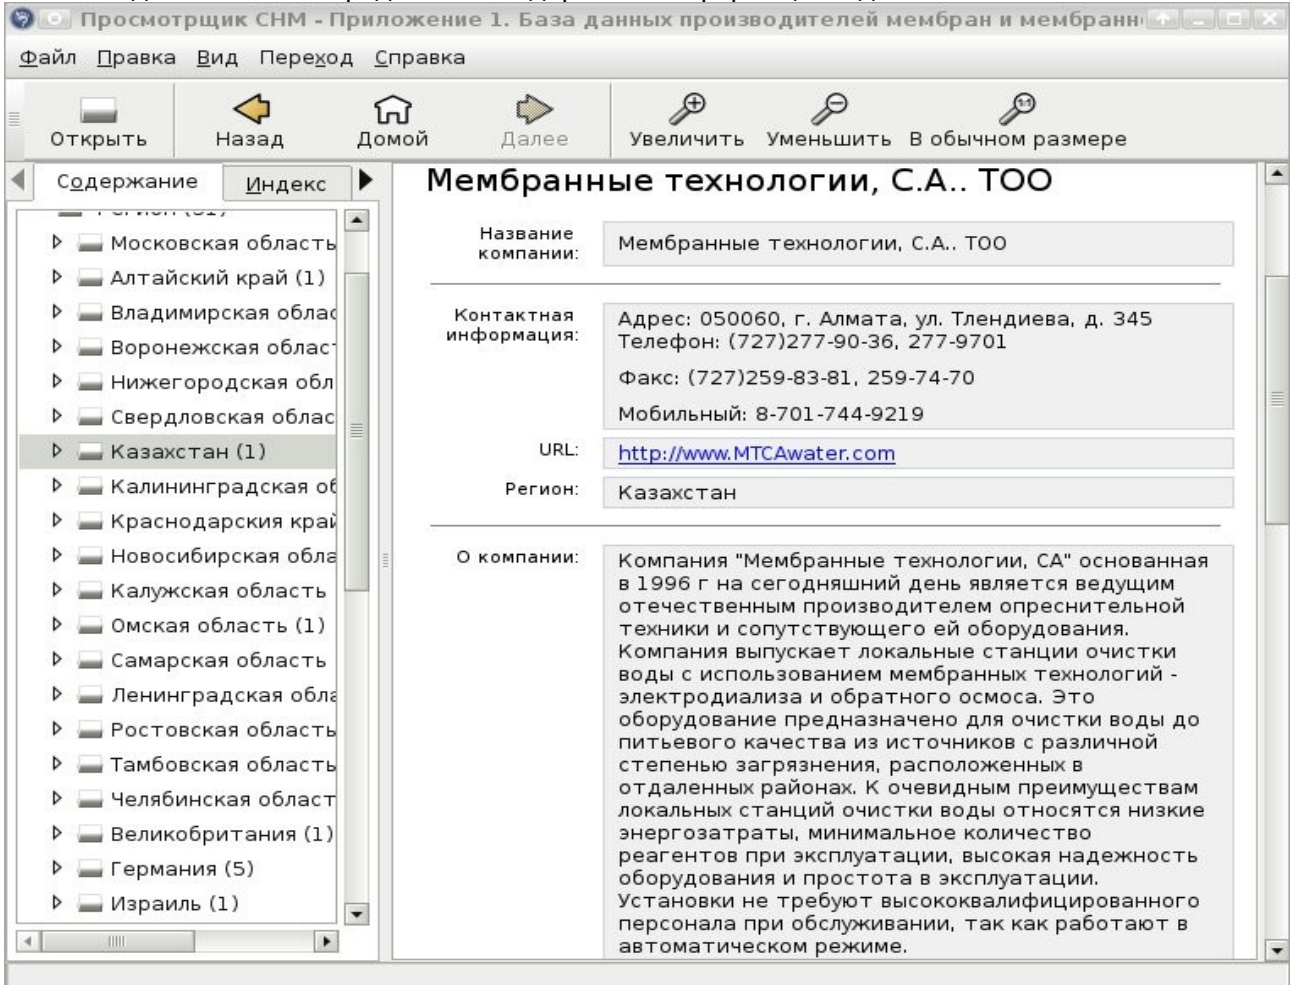 Просмотрщик CHM - Приложение 1. База данных производителей мембран и мембранн
Файл Правка Вид Переход Справка
Открыть Назад Домой Далее Увеличить Уменьшить В обычном размере
Содержание Индекс
Московская область
Алтайский край (1)
Владимирская облас
Воронежская област
Нижегородская обл
Свердловская облас
Казахстан (1)
Калининградская об
Краснодарския край
Новосибирская обла
Калужская область
Омская область (1)
Самарская область
Ленинградская обла
Ростовская область
Тамбовская область
Челябинская област
Великобритания (1)
Германия (5)
Израиль (1)
Мембранные технологии, С.А.. ТОО
Название компании:
Мембранные технологии, С.А.. ТОО
Контактная информация:
Адрес: 050060, г. Алмата, ул. Тлендиева, д. 345
Телефон: (727)277-90-36, 277-9701
Факс: (727)259-83-81, 259-74-70
Мобильный: 8-701-744-9219
URL:
http://www.MTCAwater.com
Регион:
Казахстан
О компании:
Компания "Мембранные технологии, СА" основанная
в 1996 г на сегодняшний день является ведущим
отечественным производителем опреснительной
техники и сопутствующего ей оборудования.
Компания выпускает локальные станции очистки
воды с использованием мембранных технологий -
электродиализа и обратного осмоса. Это
оборудование предназначено для очистки воды до
питьевого качества из источников с различной
степенью загрязнения, расположенных в
отдаленных районах. К очевидным преимуществам
локальных станций очистки воды относятся низкие
энергозатраты, минимальное количество
реагентов при эксплуатации, высокая надежность
оборудования и простота в эксплуатации.
Установки не требуют высококвалифицированного
персонала при обслуживании, так как работают в
автоматическом режиме.